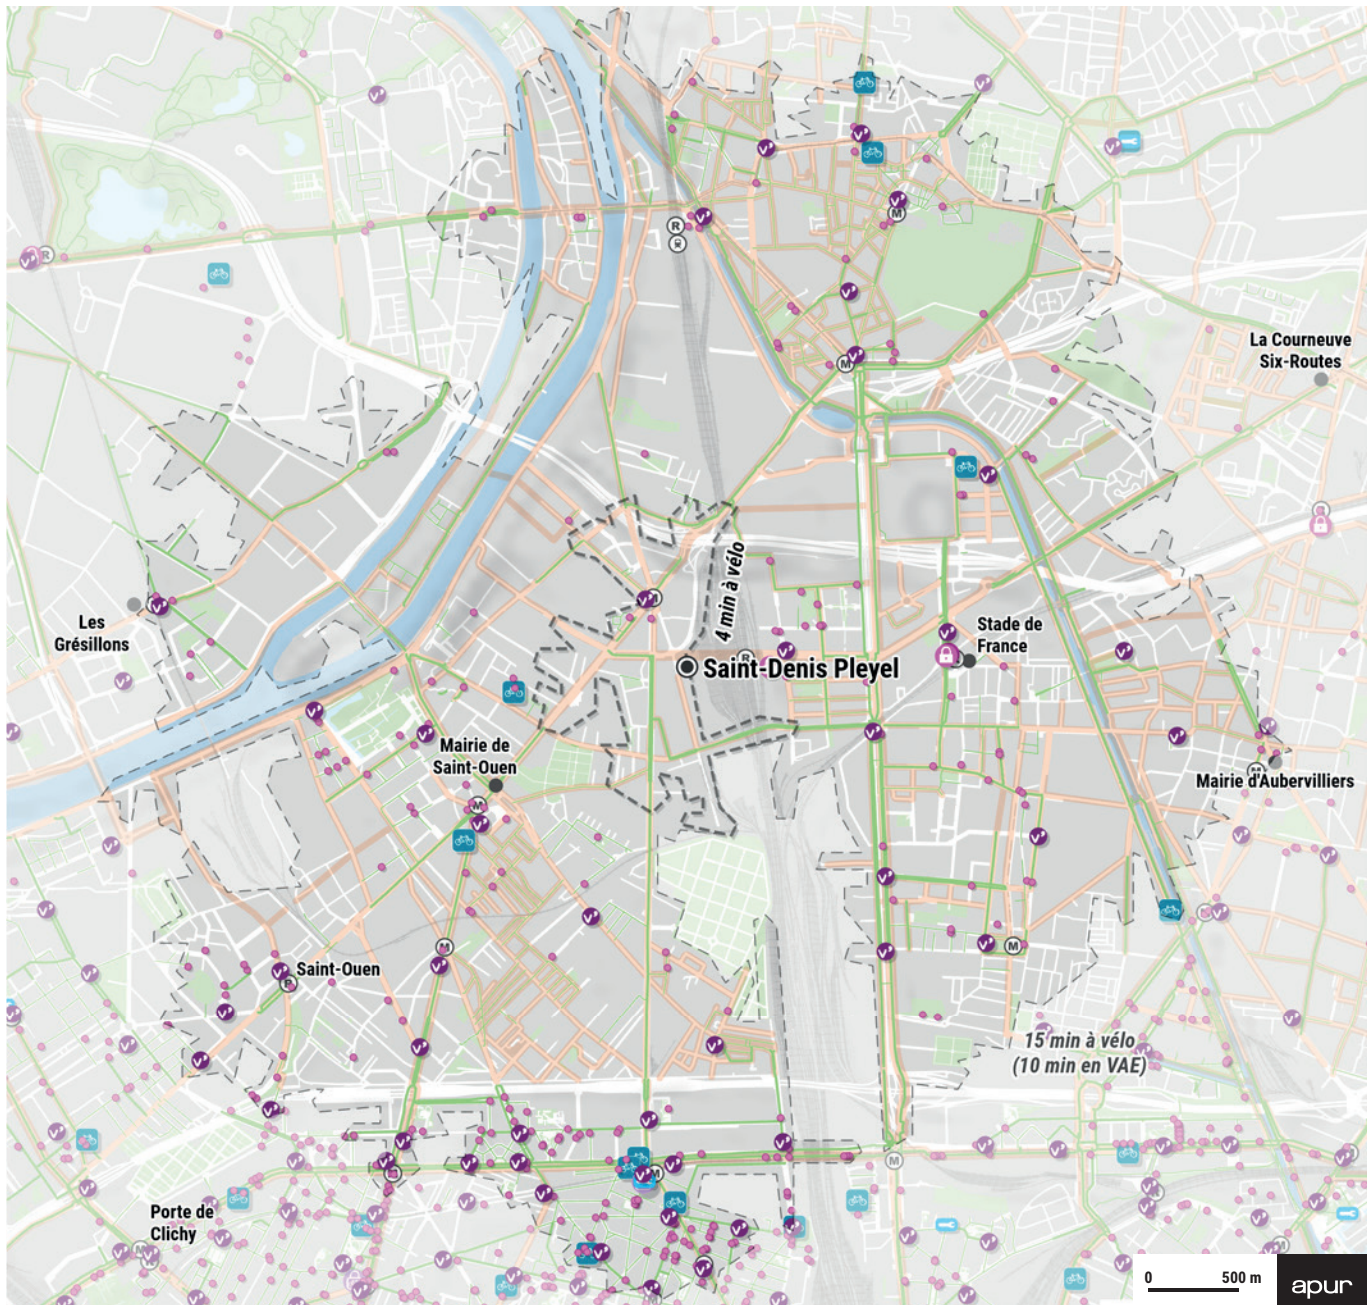 La Courneuve
Six-Routes
4 min à vélo
Les
Grésillons
Stade de
France
Saint-Denis Pleyel
Mairie de
Saint-Ouen
Mairie d'Aubervilliers
Saint-Ouen
15 min à vélo
(10 min en VAE)
Porte de
Clichy
0 500 m
apur